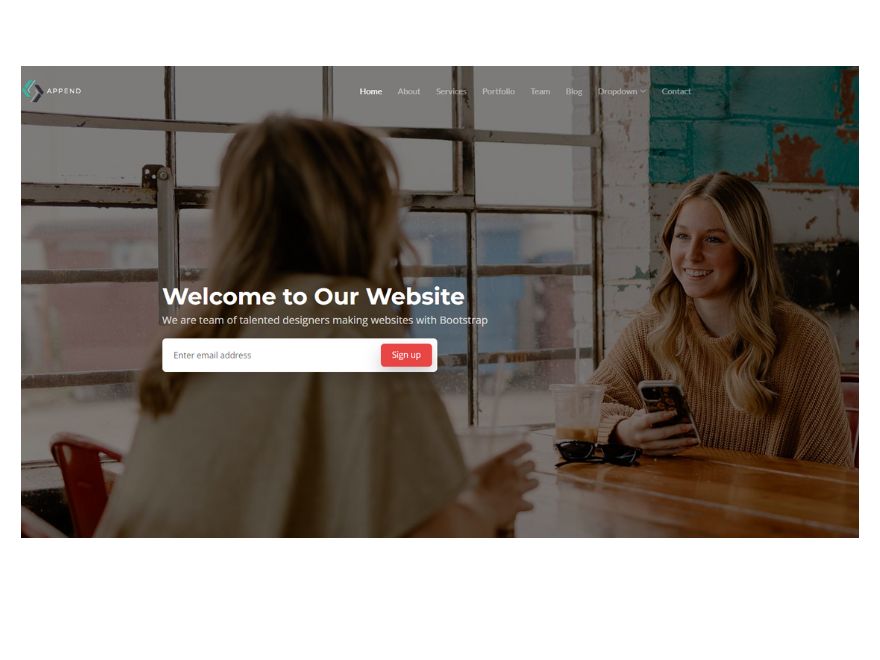 APPEND
Home About Services Portfolio Team Blog Dropdown Contact
Welcome to Our Website
We are team of talented designers making websites with Bootstrap
Enter email address Sign up